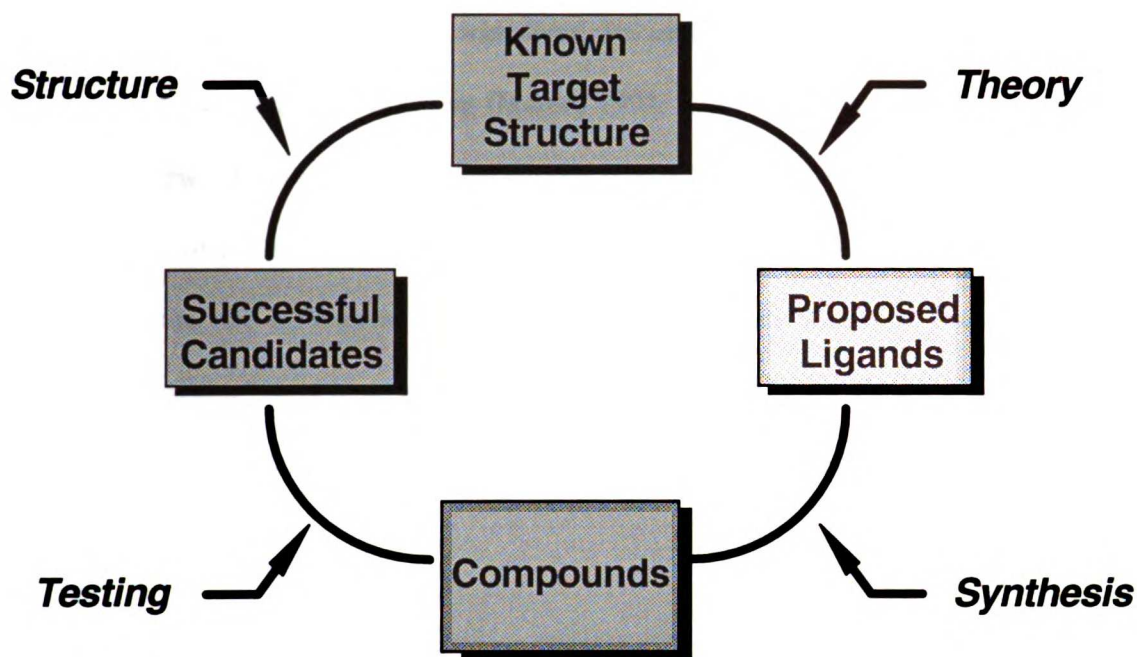 Known
Target
Structure
Structure
Theory
Successful
Candidates
Proposed
Ligands
Compounds
Testing
Synthesis